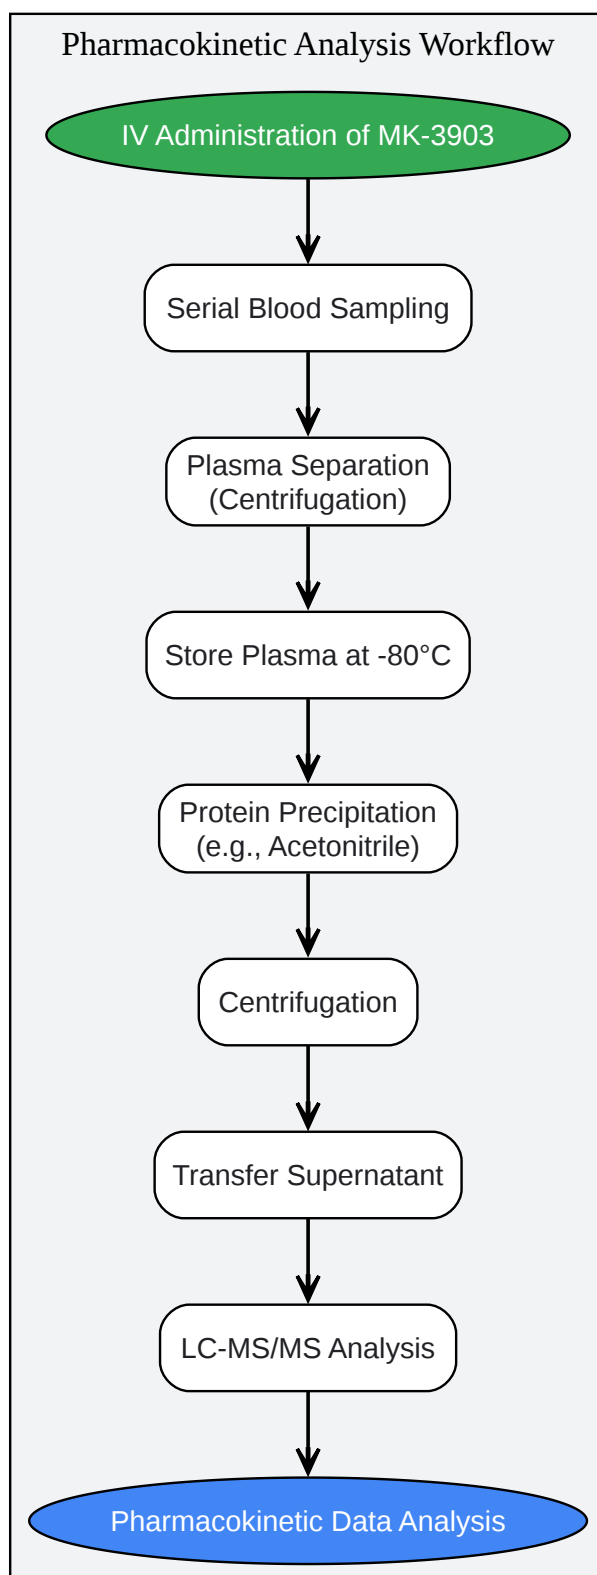 Pharmacokinetic Analysis Workflow
IV Administration of MK-3903
Serial Blood Sampling
Plasma Separation
(Centrifugation)
Store Plasma at -80°C
Protein Precipitation
(e.g., Acetonitrile)
Centrifugation
Transfer Supernatant
LC-MS/MS Analysis
Pharmacokinetic Data Analysis